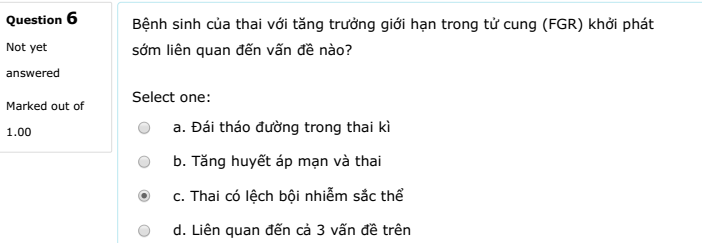 Question 6
Not yet
answered
Marked out of
1.00
Bệnh sinh của thai với tăng trưởng giới hạn trong tử cung (FGR) khởi phát
sớm liên quan đến vấn đề nào?
Select one:
a. Đái tháo đường trong thai kì
b. Tăng huyết áp mạn và thai
c. Thai có lệch bội nhiễm sắc thể
d. Liên quan đến cả 3 vấn đề trên